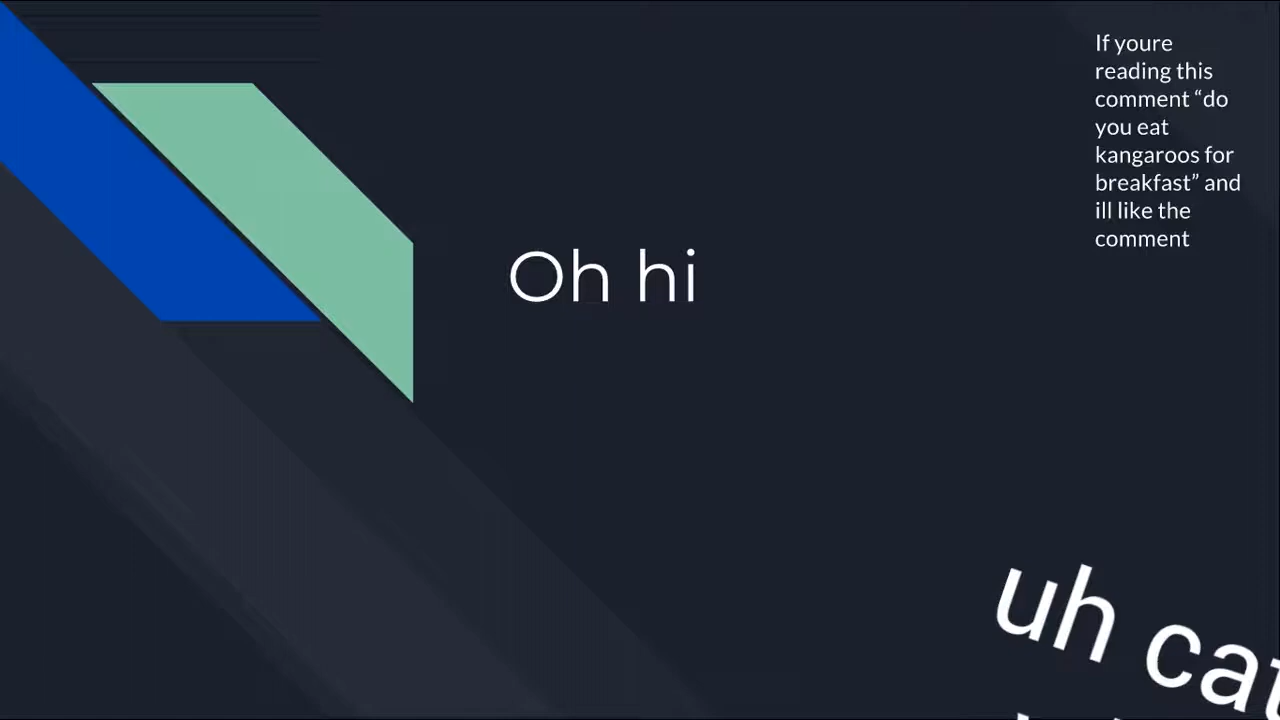 If youre
reading this
comment “do
you eat
kangaroos for
breakfast” and
ill like the
comment
Oh hi
uh